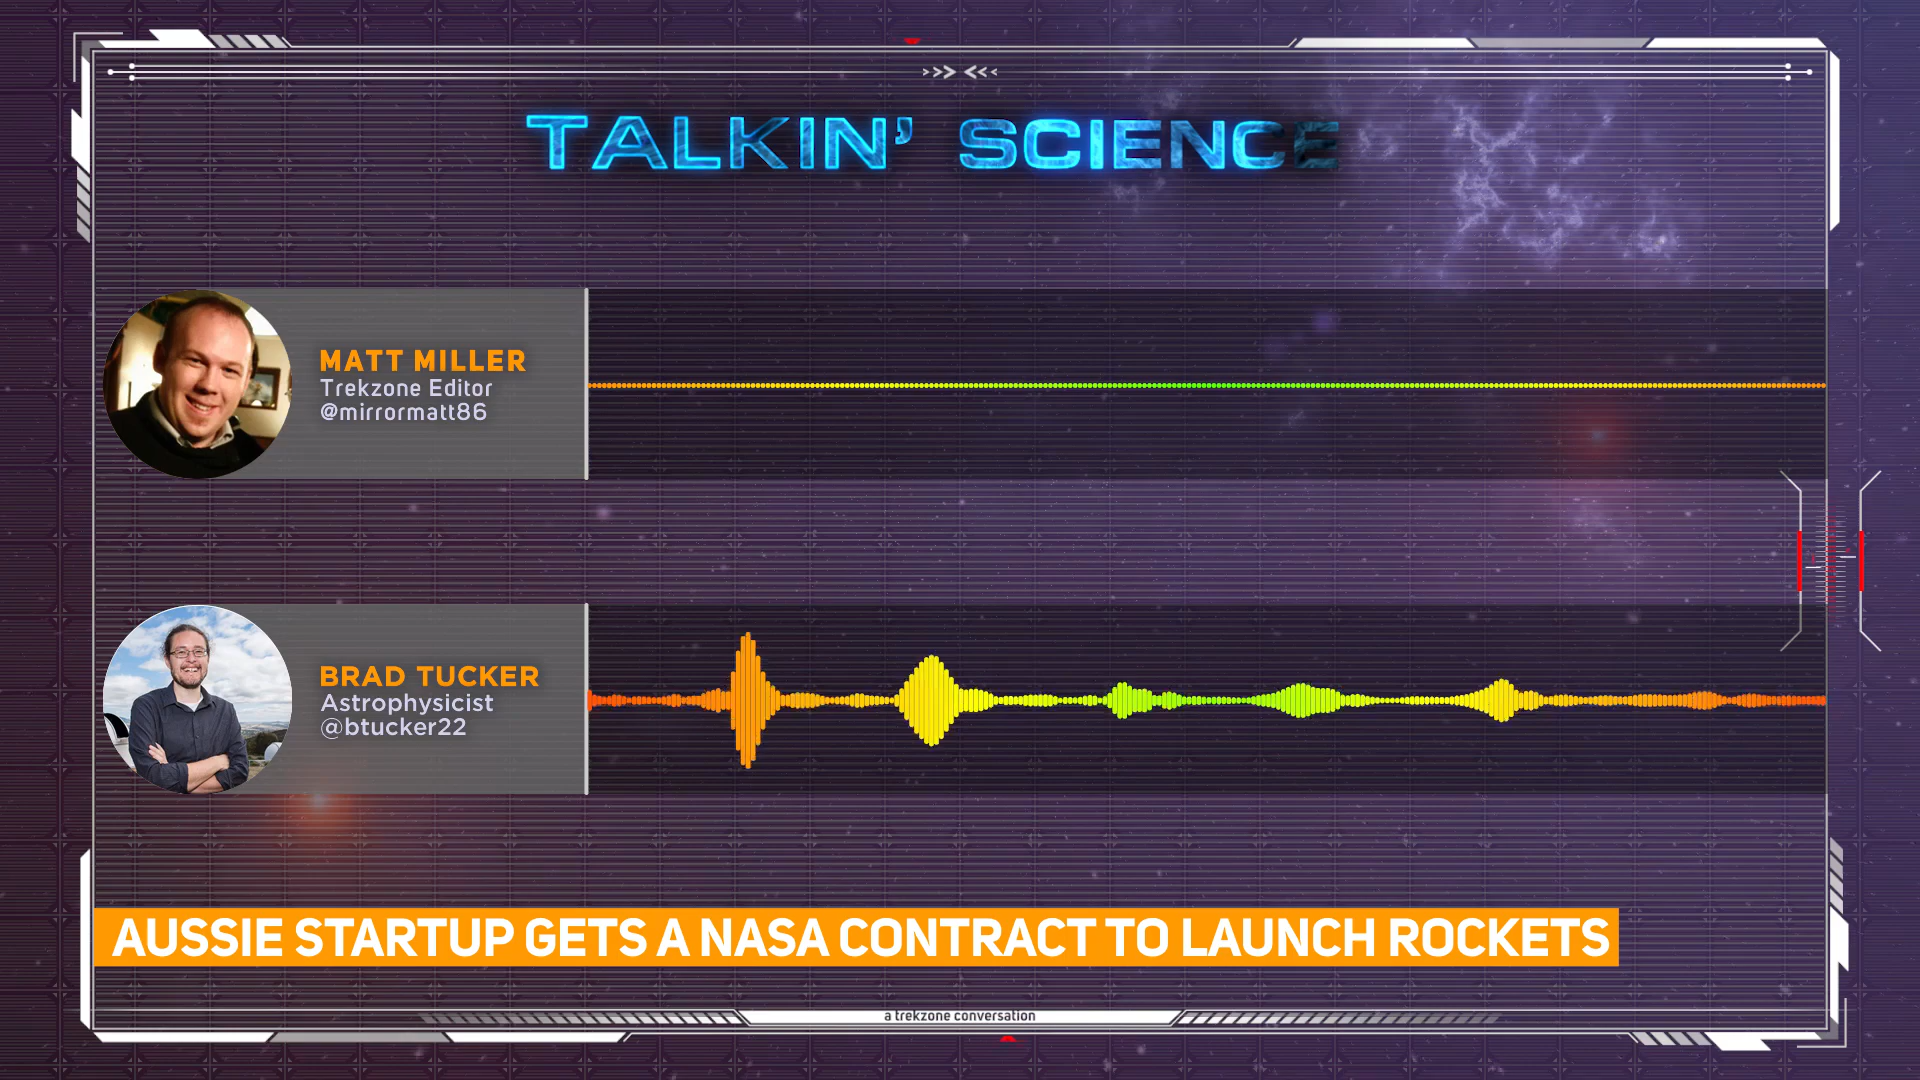 TALKIN' SCIENCE
MATT MILLER
Trekzone Editor
@mirrormatt86
BRAD TUCKER
Astrophysicist
@btucker22
AUSSIE STARTUP GETS A NASA CONTRACT TO LAUNCH ROCKETS
a trekzone conversation